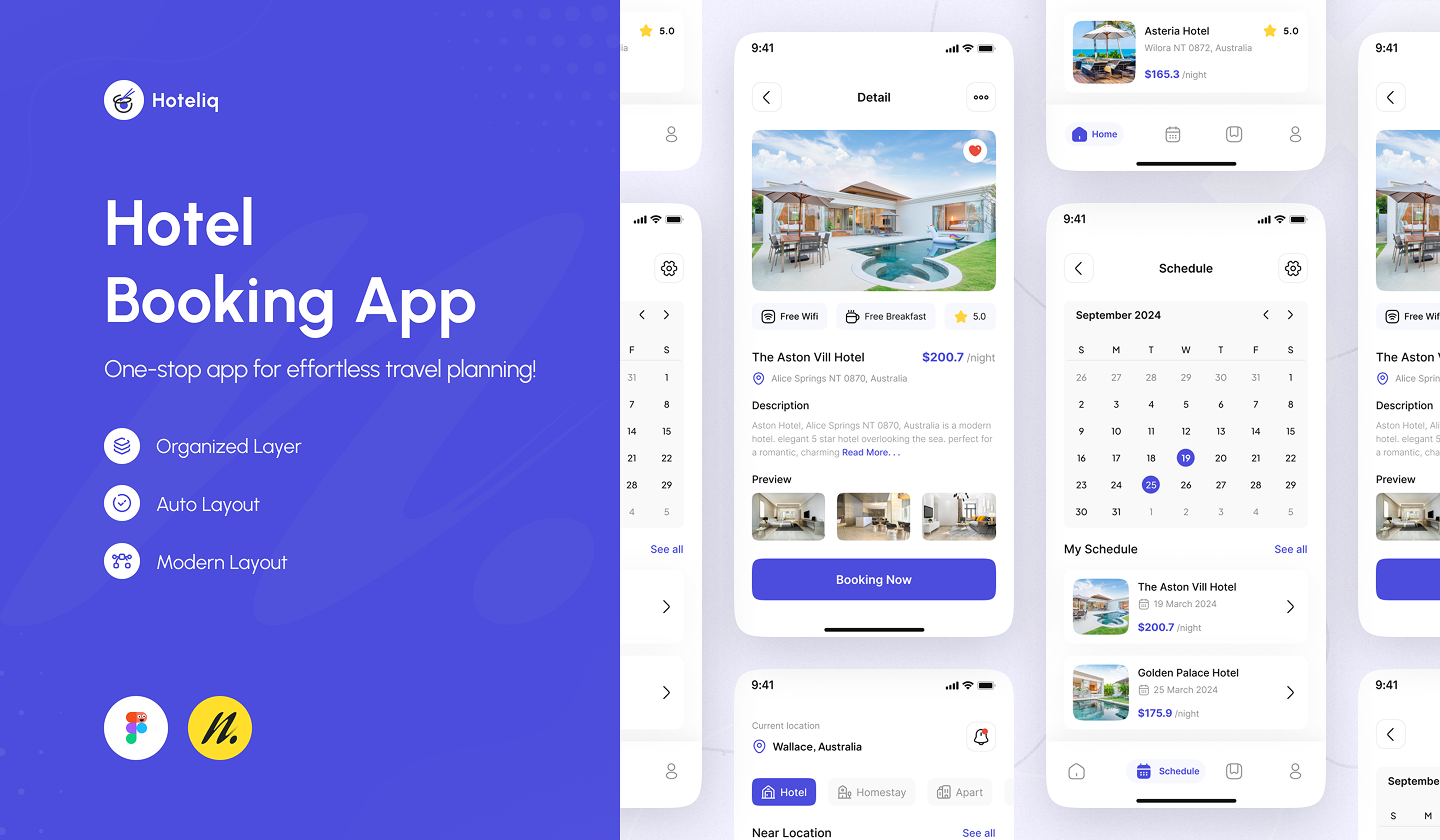 Hoteliq
Hotel
Booking App
One-stop app for effortless travel planning!
Organized Layer
Auto Layout
Modern Layout
n.
5.0
F S
31 1
7 8
14 15
21 22
28 29
4 5
See all
9:41
Detail
Free Wifi
Free Breakfast
5.0
The Aston Vill Hotel
$200.7 /night
Alice Springs NT 0870, Australia
Description
Aston Hotel, Alice Springs NT 0870, Australia is a modern
hotel. elegant 5 star hotel overlooking the sea. perfect for
a romantic, charming Read More. . .
Preview
Booking Now
9:41
Current location
Wallace, Australia
Hotel
Homestay
Apart
Near Location
See all
Asteria Hotel
5.0
Wilora NT 0872, Australia
$165.3 /night
Home
9:41
Schedule
September 2024
S M T W T F S
26 27 28 29 30 31 1
2 3 4 5 6 7 8
9 10 11 12 13 14 15
16 17 18 19 20 21 22
23 24 25 26 27 28 29
30 31 1 2 3 4 5
My Schedule
See all
The Aston Vill Hotel
19 March 2024
$200.7 /night
Golden Palace Hotel
25 March 2024
$175.9 /night
Schedule
9:41
Free Wif
The Aston V
Alice Sprin
Description
Aston Hotel, Ali
hotel. elegant 5
a romantic, cha
Preview
9:41
Septembe
S M